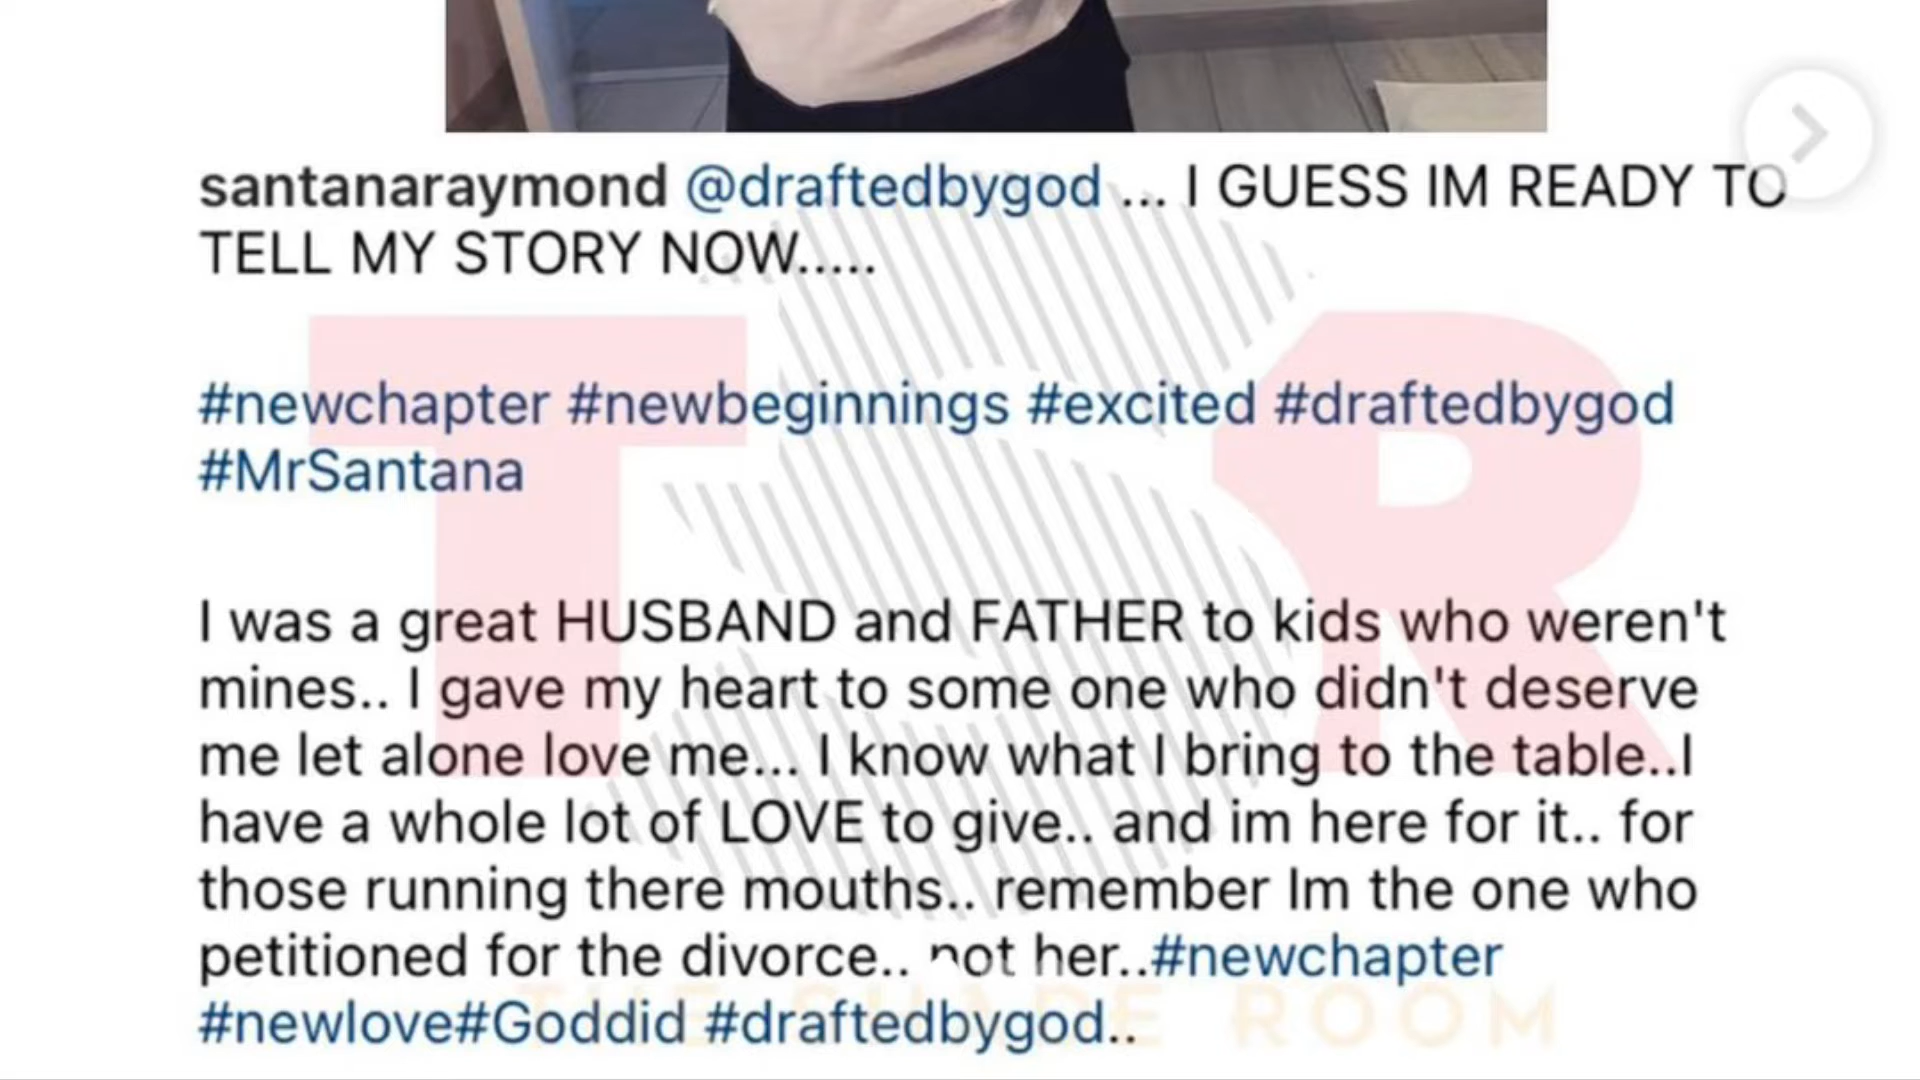 santanaraymond @draftedbygod ... I GUESS IM READY TO
TELL MY STORY NOW.....
#newchapter #newbeginnings #excited #draftedbygod
#MrSantana
I was a great HUSBAND and FATHER to kids who weren't
mines.. I gave my heart to some one who didn't deserve
me let alone love me... I know what I bring to the table..I
have a whole lot of LOVE to give.. and im here for it.. for
those running there mouths.. remember Im the one who
petitioned for the divorce.. not her..#newchapter
#newlove#Goddid #draftedbygod..
TSR
THE SHADE ROOM